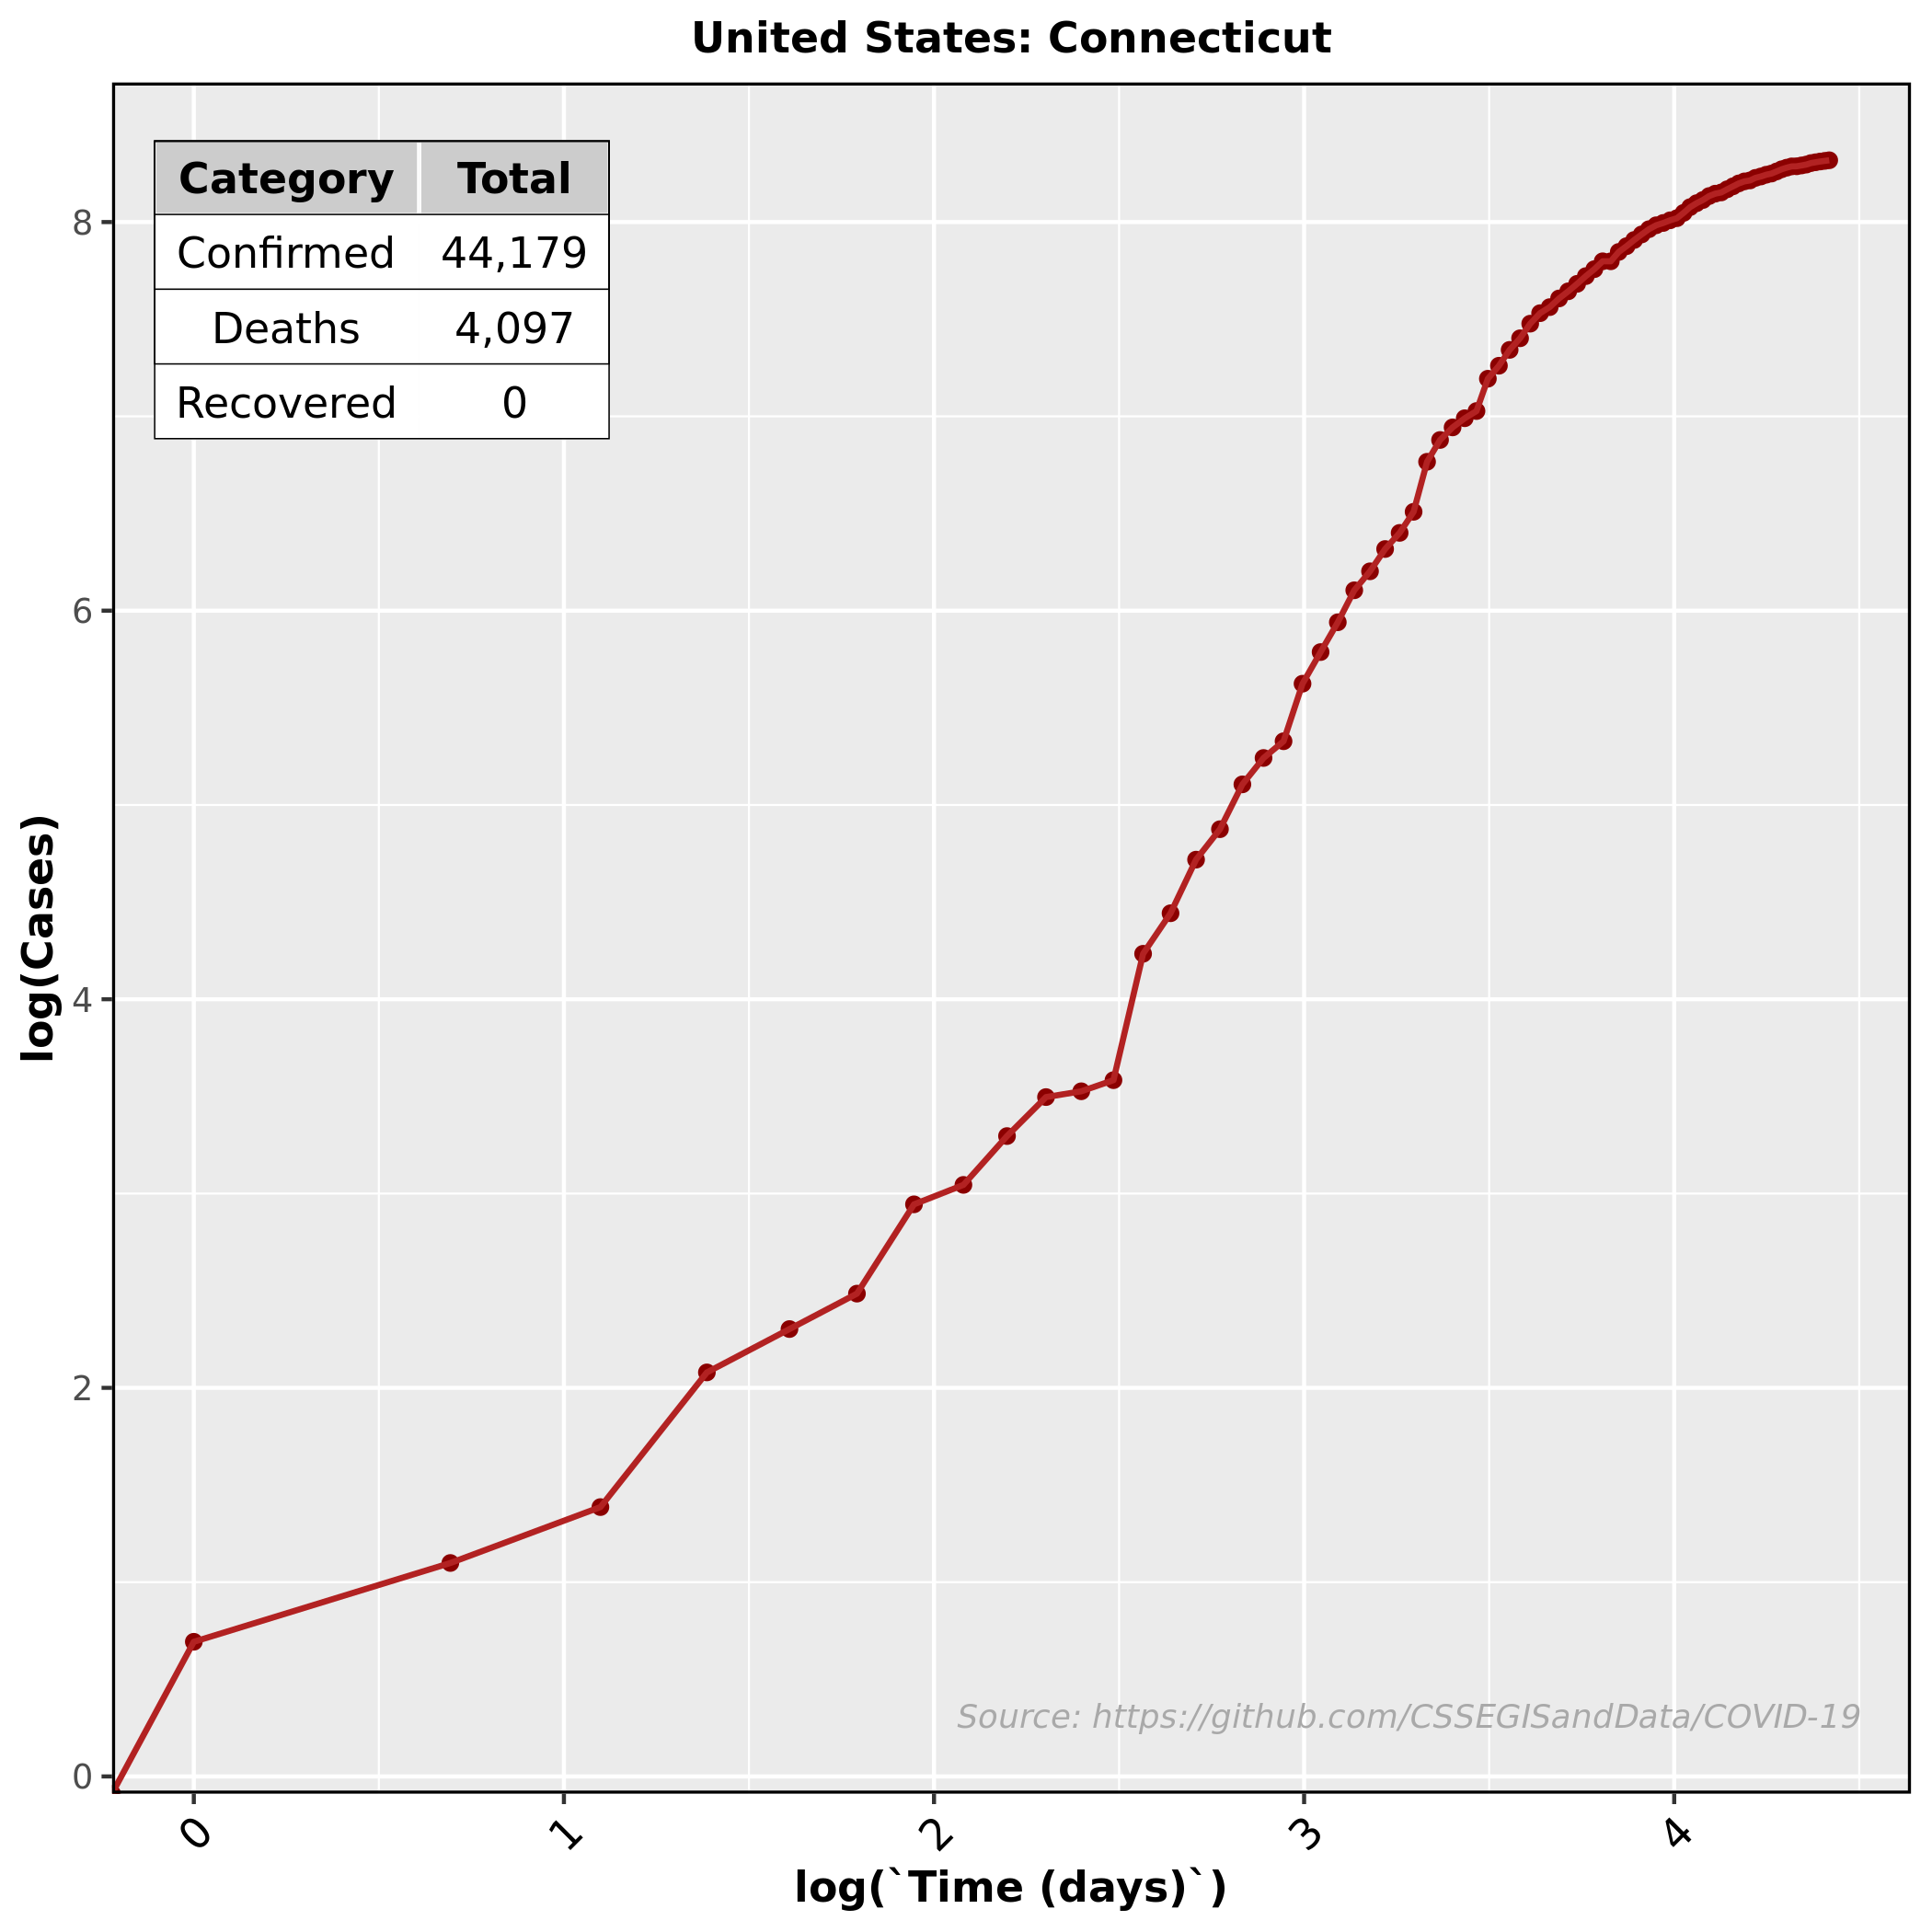 United States: Connecticut
Category Total
Confirmed 44,179
Deaths 4,097
Recovered 0
8
6
4
2
0
log(Cases)
Source: https://github.com/CSSEGISandData/COVID-19
0 1 2 3 4
log(`Time (days)`)